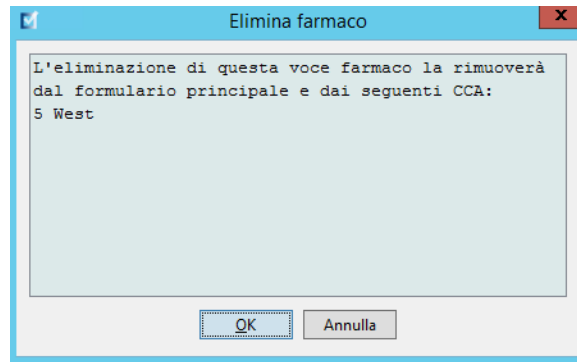 Elimina farmaco
x
L'eliminazione di questa voce farmaco la rimuoverà
dal formulario principale e dai seguenti CCA:
5 West
OK
Annulla